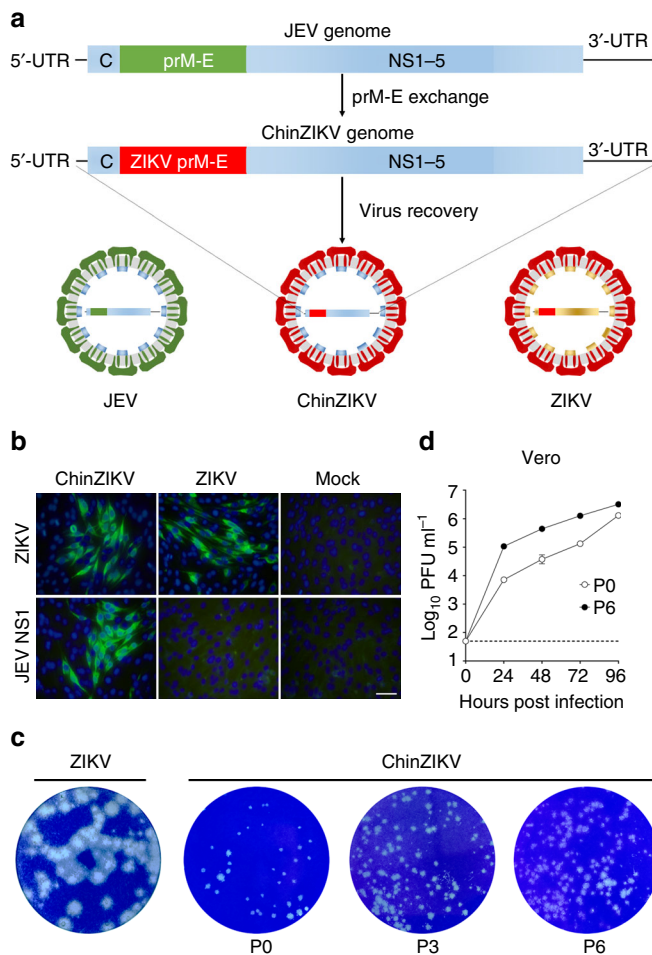 a
JEV genome
3′-UTR
5′-UTR
C
prM-E
NS1–5
prM-E exchange
ChinZIKV genome
3′-UTR
5′-UTR
C
ZIKV prM-E
NS1–5
Virus recovery
JEV
ChinZIKV
ZIKV
b
ChinZIKV
ZIKV
Mock
ZIKV
JEV NS1
d
Vero
Log10 PFU ml−1
7
6
5
4
3
2
1
P0
P6
0
24
48
72
96
Hours post infection
c
ZIKV
ChinZIKV
P0
P3
P6